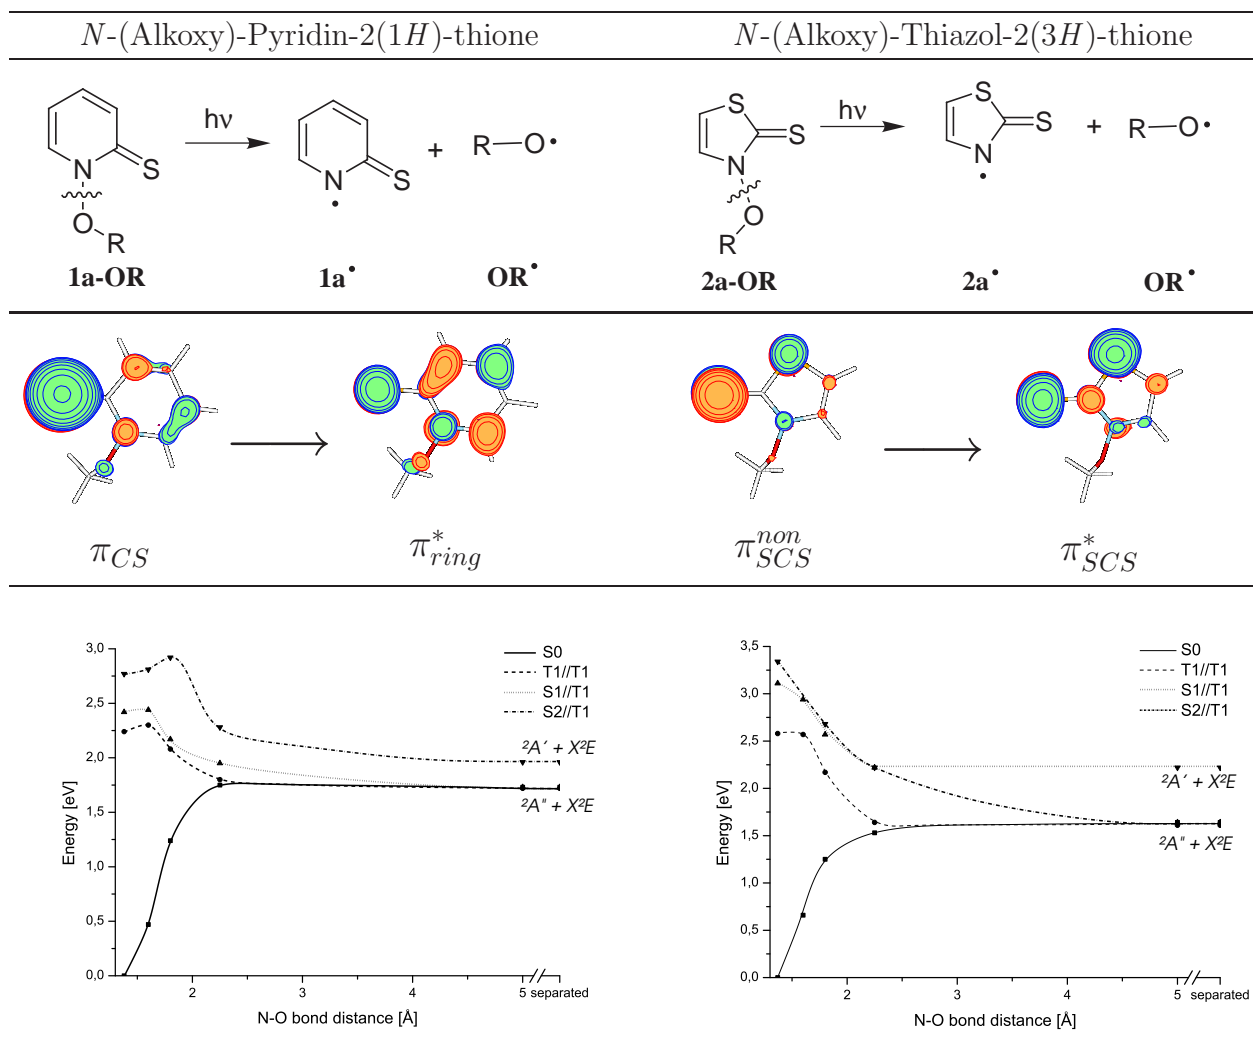 N-(Alkoxy)-Pyridin-2(1H)-thione
N-(Alkoxy)-Thiazol-2(3H)-thione
hν
N
S
O
R
N
•
S
+
R—O•
1a-OR
1a•
OR•
S
S
N
O
R
hν
S
S
N
•
+
R—O•
2a-OR
2a•
OR•
π_CS
π*_ring
π^non_SCS
π*_SCS
3,0
2,5
2,0
1,5
1,0
0,5
0,0
Energy [eV]
S0
T1//T1
S1//T1
S2//T1
²A´ + X²E
²A" + X²E
2
3
4
5
separated
N-O bond distance [Å]
3,5
3,0
2,5
2,0
1,5
1,0
0,5
0,0
Energy [eV]
S0
T1//T1
S1//T1
S2//T1
²A´ + X²E
²A" + X²E
2
3
4
5
separated
N-O bond distance [Å]